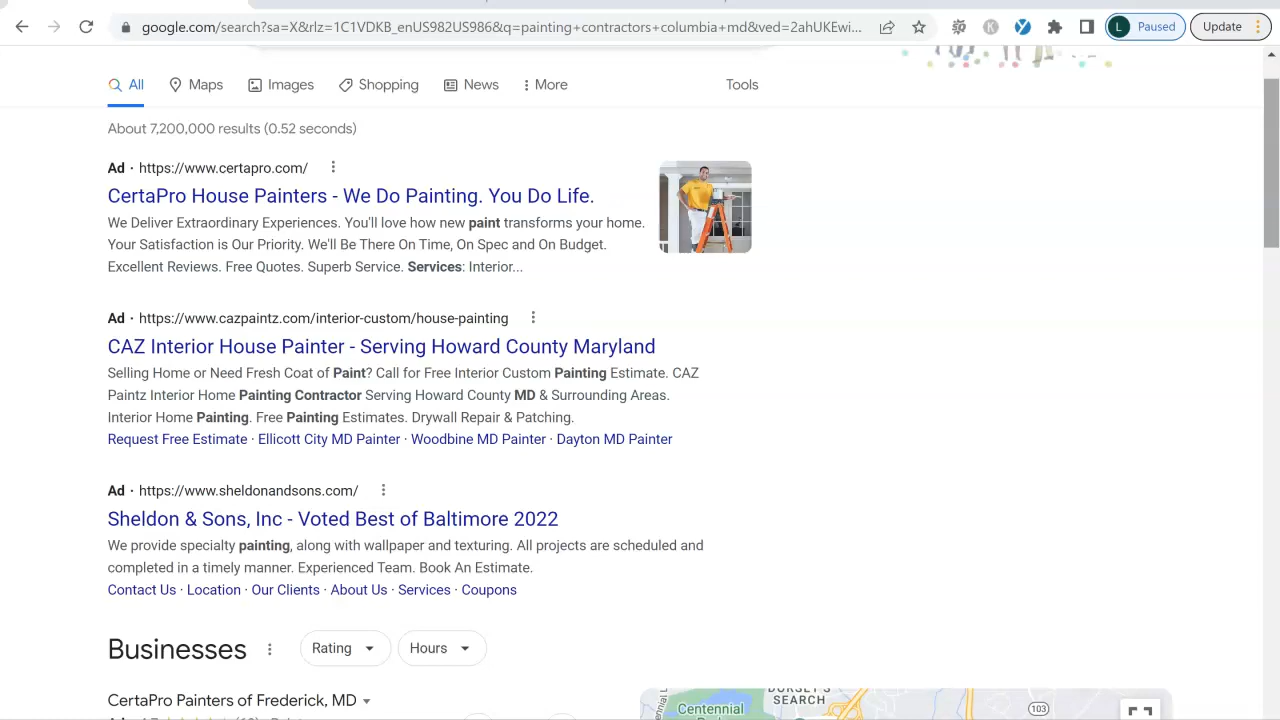 google.com/search?sa=X&rlz=1C1VDKB_enUS982US986&q=painting+contractors+columbia+md&ved=2ahUKEwi...
K
L Paused
Update
All
Maps
Images
Shopping
News
More
Tools
About 7,200,000 results (0.52 seconds)
Ad · https://www.certapro.com/
CertaPro House Painters - We Do Painting. You Do Life.
We Deliver Extraordinary Experiences. You'll love how new paint transforms your home.
Your Satisfaction is Our Priority. We'll Be There On Time, On Spec and On Budget.
Excellent Reviews. Free Quotes. Superb Service. Services: Interior...
Ad · https://www.cazpaintz.com/interior-custom/house-painting
CAZ Interior House Painter - Serving Howard County Maryland
Selling Home or Need Fresh Coat of Paint? Call for Free Interior Custom Painting Estimate. CAZ
Paintz Interior Home Painting Contractor Serving Howard County MD & Surrounding Areas.
Interior Home Painting. Free Painting Estimates. Drywall Repair & Patching.
Request Free Estimate · Ellicott City MD Painter · Woodbine MD Painter · Dayton MD Painter
Ad · https://www.sheldonandsons.com/
Sheldon & Sons, Inc - Voted Best of Baltimore 2022
We provide specialty painting, along with wallpaper and texturing. All projects are scheduled and
completed in a timely manner. Experienced Team. Book An Estimate.
Contact Us · Location · Our Clients · About Us · Services · Coupons
Businesses
Rating
Hours
CertaPro Painters of Frederick, MD
DORSEY'S
SEARCH
Centennial
103